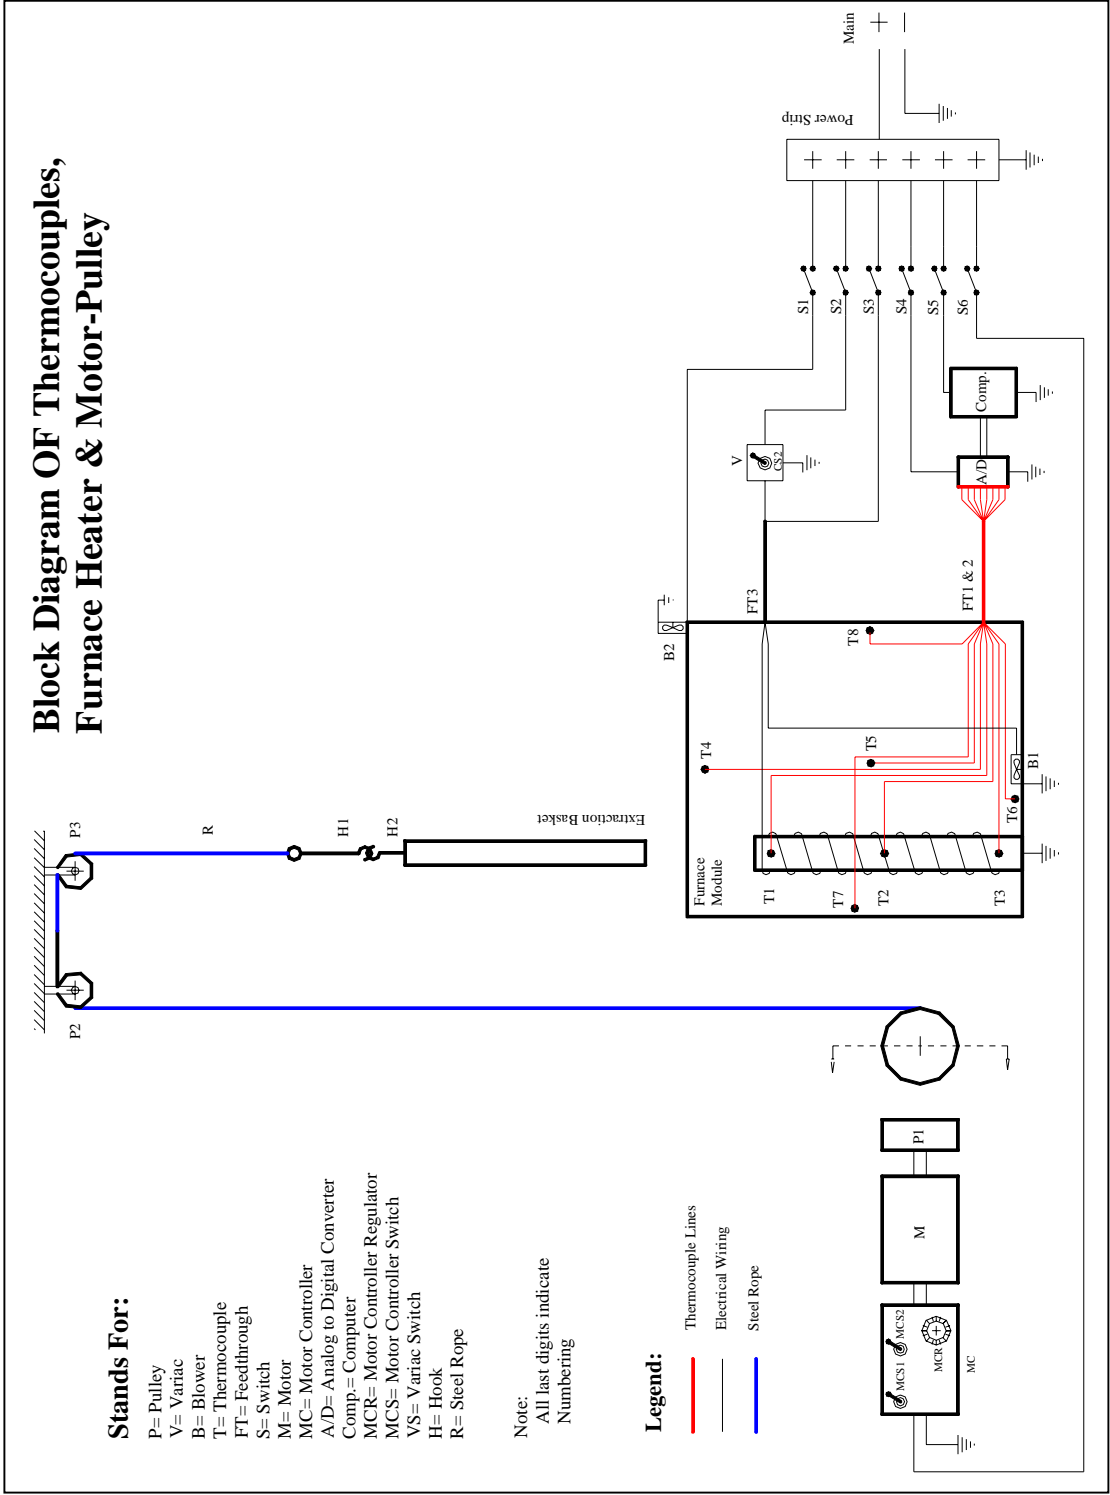 Block Diagram OF Thermocouples,
Furnace Heater & Motor-Pulley
Stands For:
P= Pulley
V= Variac
B= Blower
T= Thermocouple
FT= Feedthrough
S= Switch
M= Motor
MC= Motor Controller
A/D= Analog to Digital Converter
Comp.= Computer
MCR= Motor Controller Regulator
MCS= Motor Controller Switch
VS= Variac Switch
H= Hook
R= Steel Rope
Note:
All last digits indicate
Numbering
Legend:
Thermocouple Lines
Electrical Wiring
Steel Rope
P2
P3
R
H1
H2
Extraction Basket
Furnace
Module
T1
T7
T2
T3
T4
T5
T6
T8
B1
B2
FT3
FT1 & 2
V
CS2
A/D
Comp.
S1
S2
S3
S4
S5
S6
Power Strip
Main
MCS1
MCS2
MCR
MC
M
P1